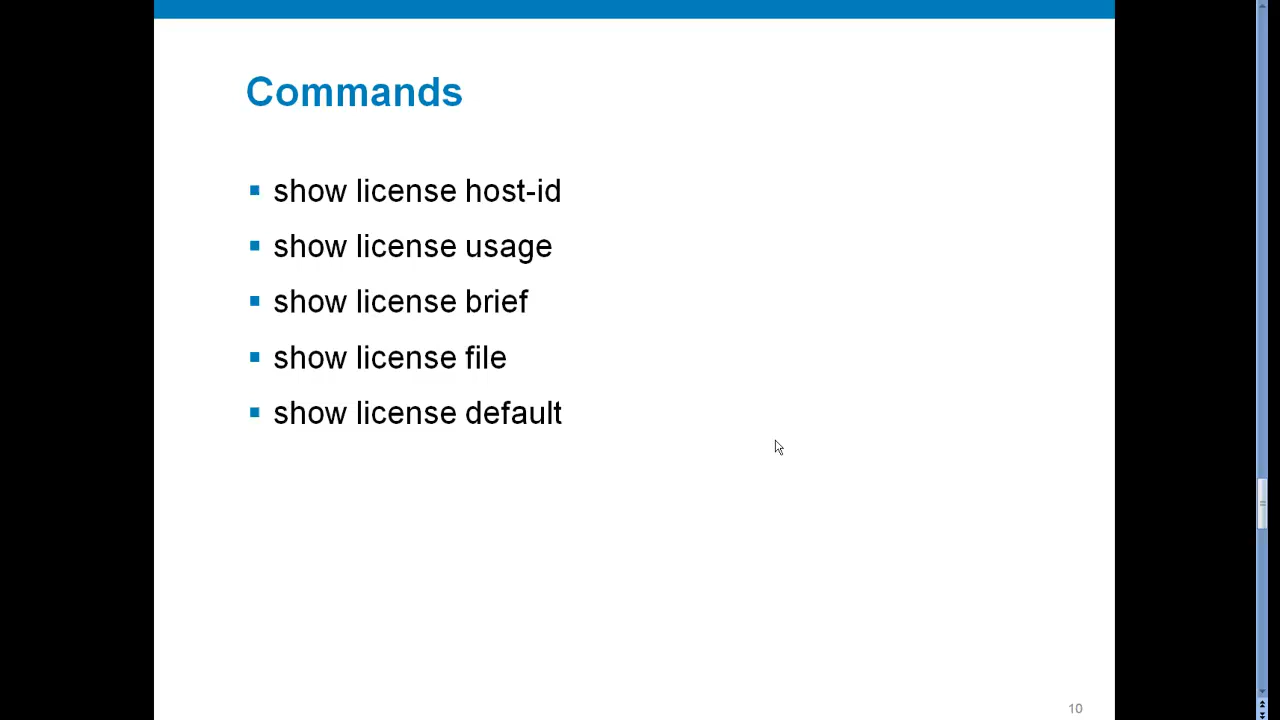 Commands
show license host-id
show license usage
show license brief
show license file
show license default
10